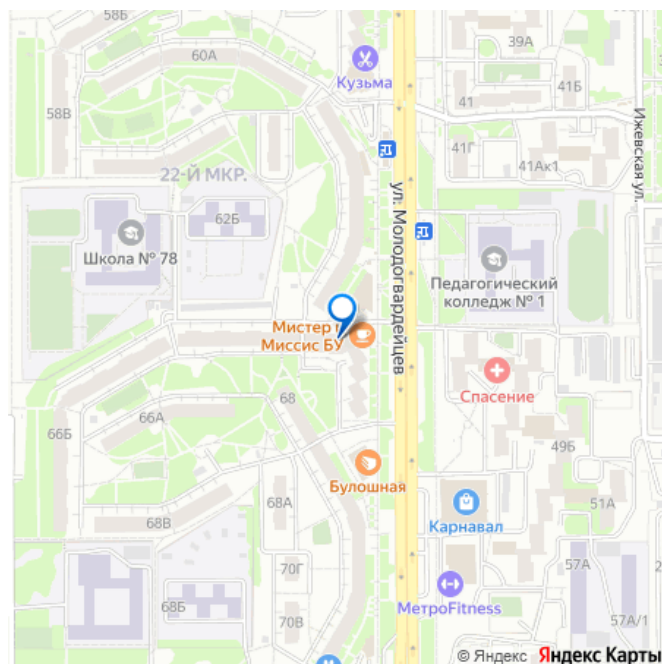 58Б
39А
60А
Кузьма
41Б
41
58В
41Г
41Ак1
Ижевская ул.
22-Й МКР.
ул. Молодогвардейцев
62Б
Школа № 78
Педагогический
колледж № 1
Мистер
Миссис БУ
Спасение
68
66А
66Б
49Б
Булошная
68А
51А
Карнавал
68В
70Г
57А
68Б
МетроFitness
70В
57А/1
© Яндекс Яндекс Карты